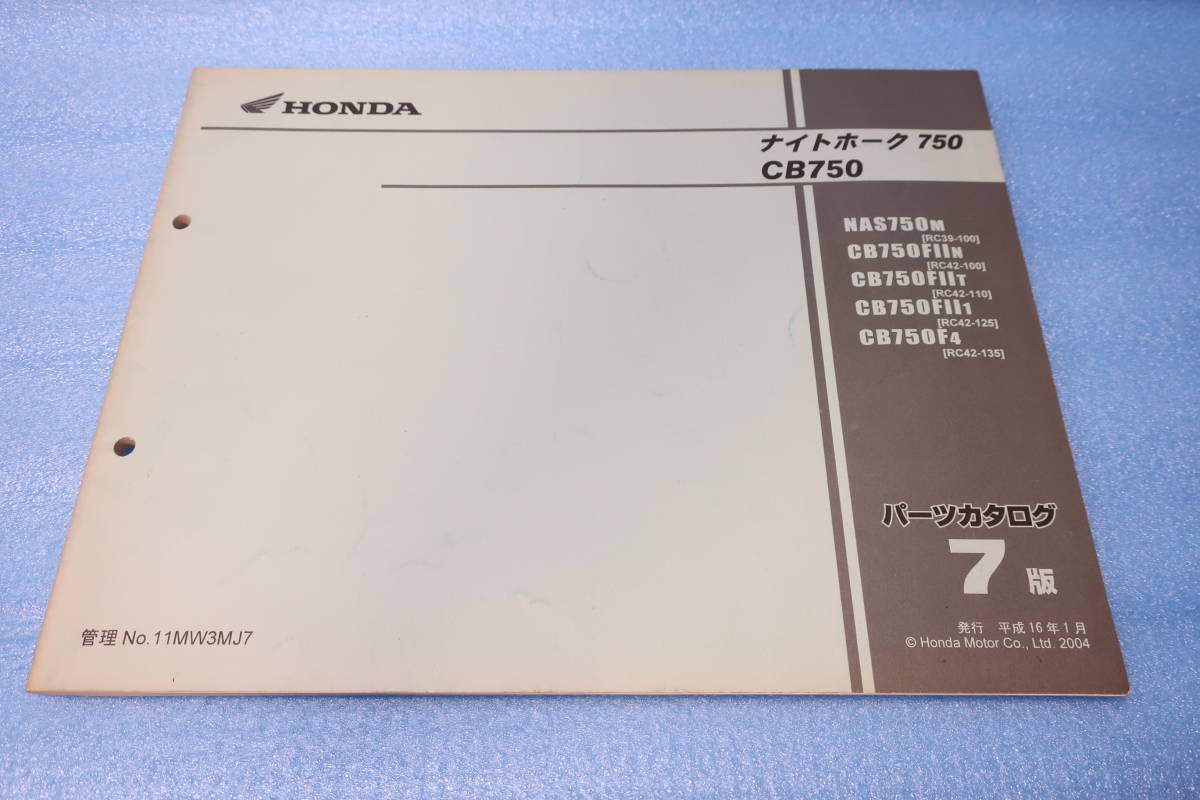 HONDA
ナイトホーク 750
CB750
NAS750M
[RC39-100]
CB750FIIN
[RC42-100]
CB750FIIT
[RC42-110]
CB750FII1
[RC42-125]
CB750F4
[RC42-135]
パーツカタログ
7 版
発行 平成16年1月
© Honda Motor Co., Ltd. 2004
管理 No.11MW3MJ7